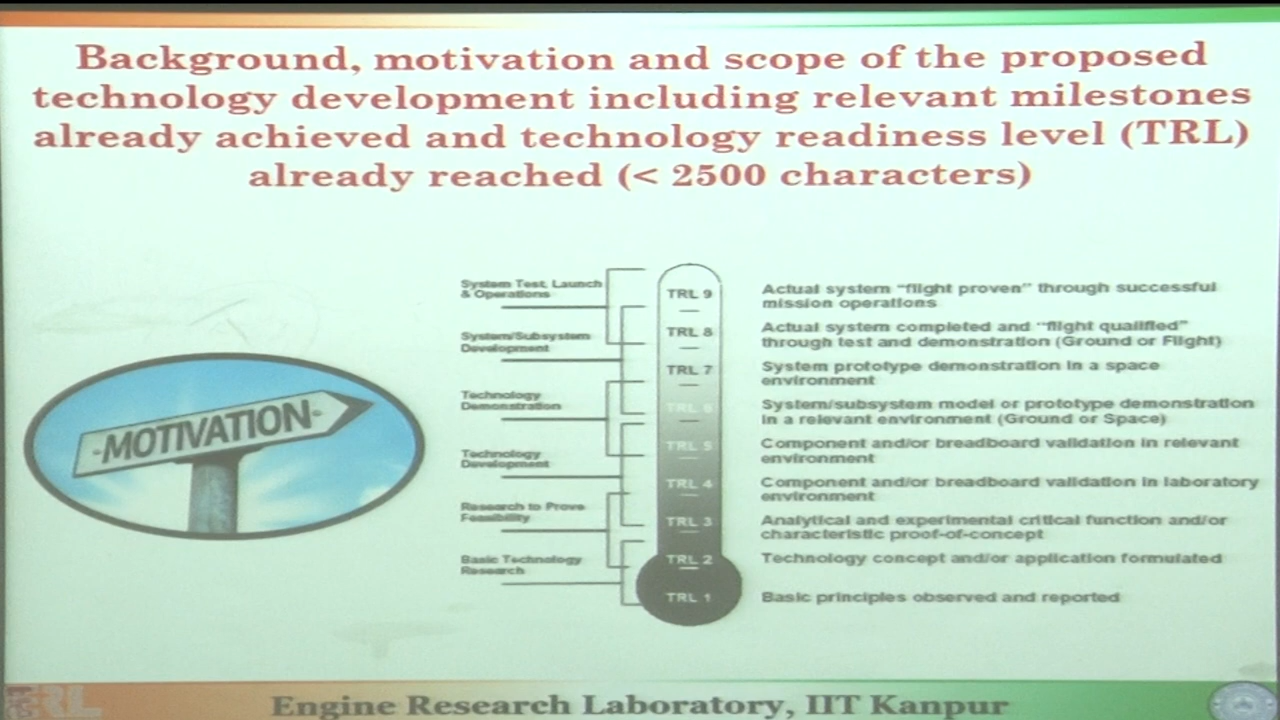 Background, motivation and scope of the proposed
technology development including relevant milestones
already achieved and technology readiness level (TRL)
already reached (< 2500 characters)
-MOTIVATION-
System Test, Launch
& Operations
System/Subsystem
Development
Technology
Demonstration
Technology
Development
Research to Prove
Feasibility
Basic Technology
Research
TRL 9
TRL 8
TRL 7
TRL 6
TRL 5
TRL 4
TRL 3
TRL 2
TRL 1
Actual system "flight proven" through successful
mission operations
Actual system completed and "flight qualified"
through test and demonstration (Ground or Flight)
System prototype demonstration in a space
environment
System/subsystem model or prototype demonstration
in a relevant environment (Ground or Space)
Component and/or breadboard validation in relevant
environment
Component and/or breadboard validation in laboratory
environment
Analytical and experimental critical function and/or
characteristic proof-of-concept
Technology concept and/or application formulated
Basic principles observed and reported
ERL
Engine Research Laboratory, IIT Kanpur